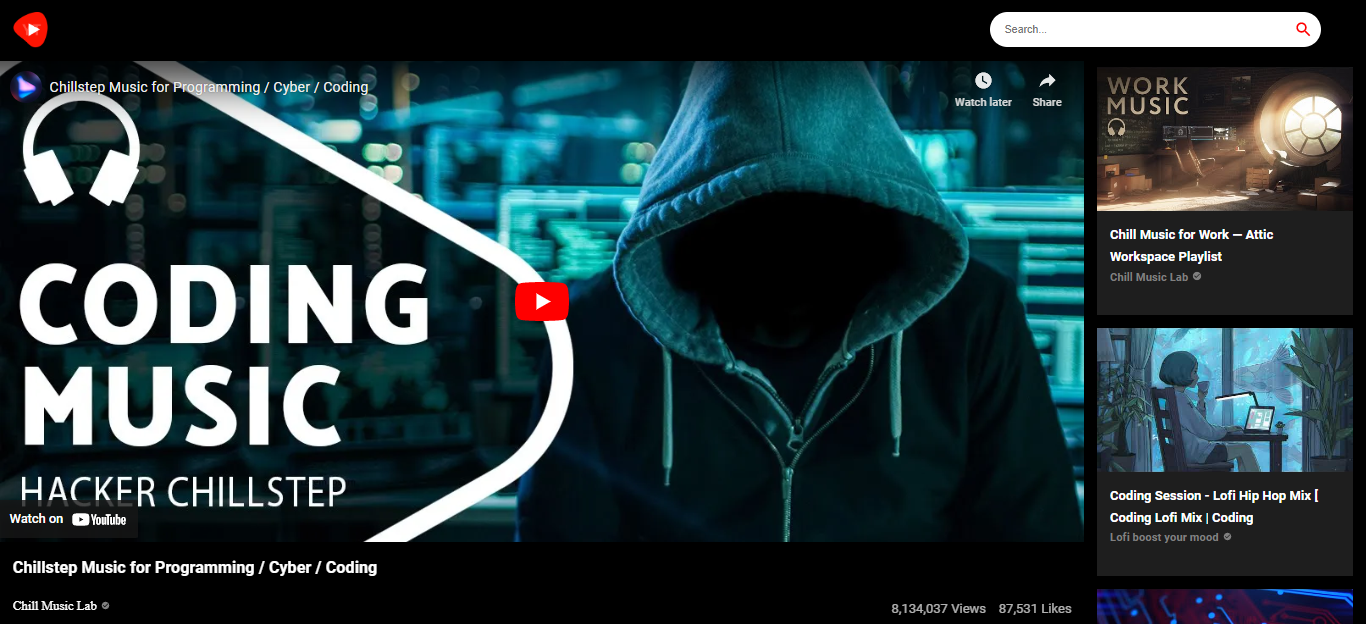 Search...
Chillstep Music for Programming / Cyber / Coding
Watch later
Share
CODING
MUSIC
HACKER CHILLSTEP
Watch on YouTube
Chillstep Music for Programming / Cyber / Coding
Chill Music Lab
8,134,037 Views 87,531 Likes
WORK
MUSIC
Chill Music for Work — Attic
Workspace Playlist
Chill Music Lab
Coding Session - Lofi Hip Hop Mix [
Coding Lofi Mix | Coding
Lofi boost your mood